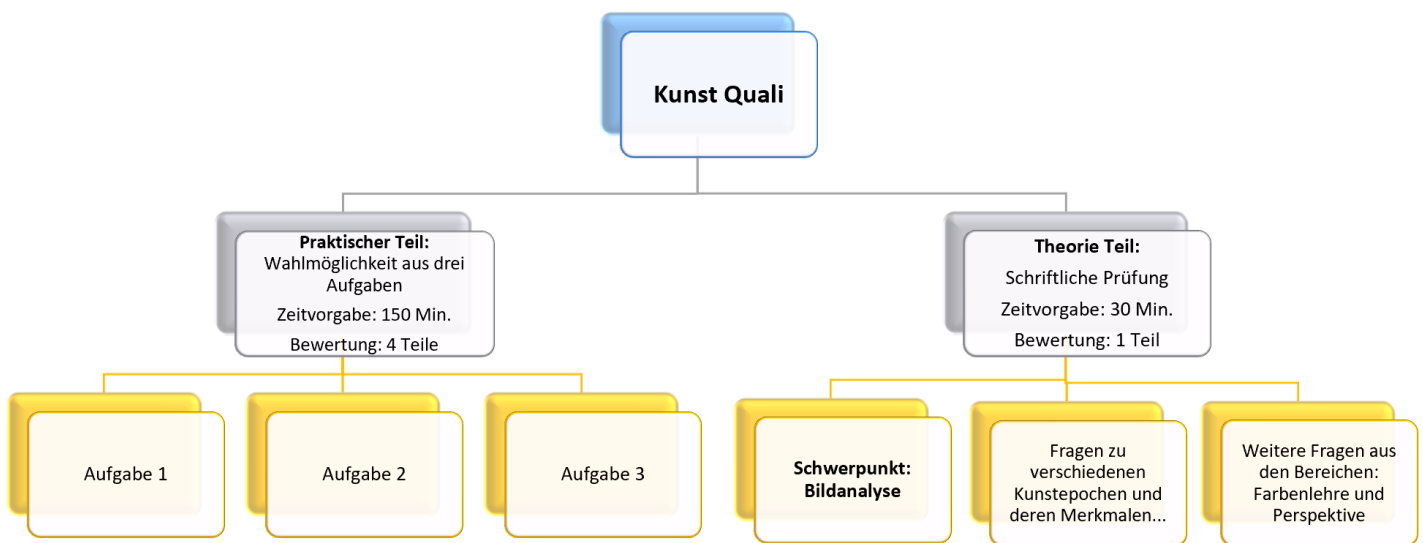 Kunst Quali
Praktischer Teil:
Wahlmöglichkeit aus drei
Aufgaben
Zeitvorgabe: 150 Min.
Bewertung: 4 Teile
Theorie Teil:
Schriftliche Prüfung
Zeitvorgabe: 30 Min.
Bewertung: 1 Teil
Aufgabe 1
Aufgabe 2
Aufgabe 3
Schwerpunkt:
Bildanalyse
Fragen zu
verschiedenen
Kunstepochen und
deren Merkmalen...
Weitere Fragen aus
den Bereichen:
Farbenlehre und
Perspektive